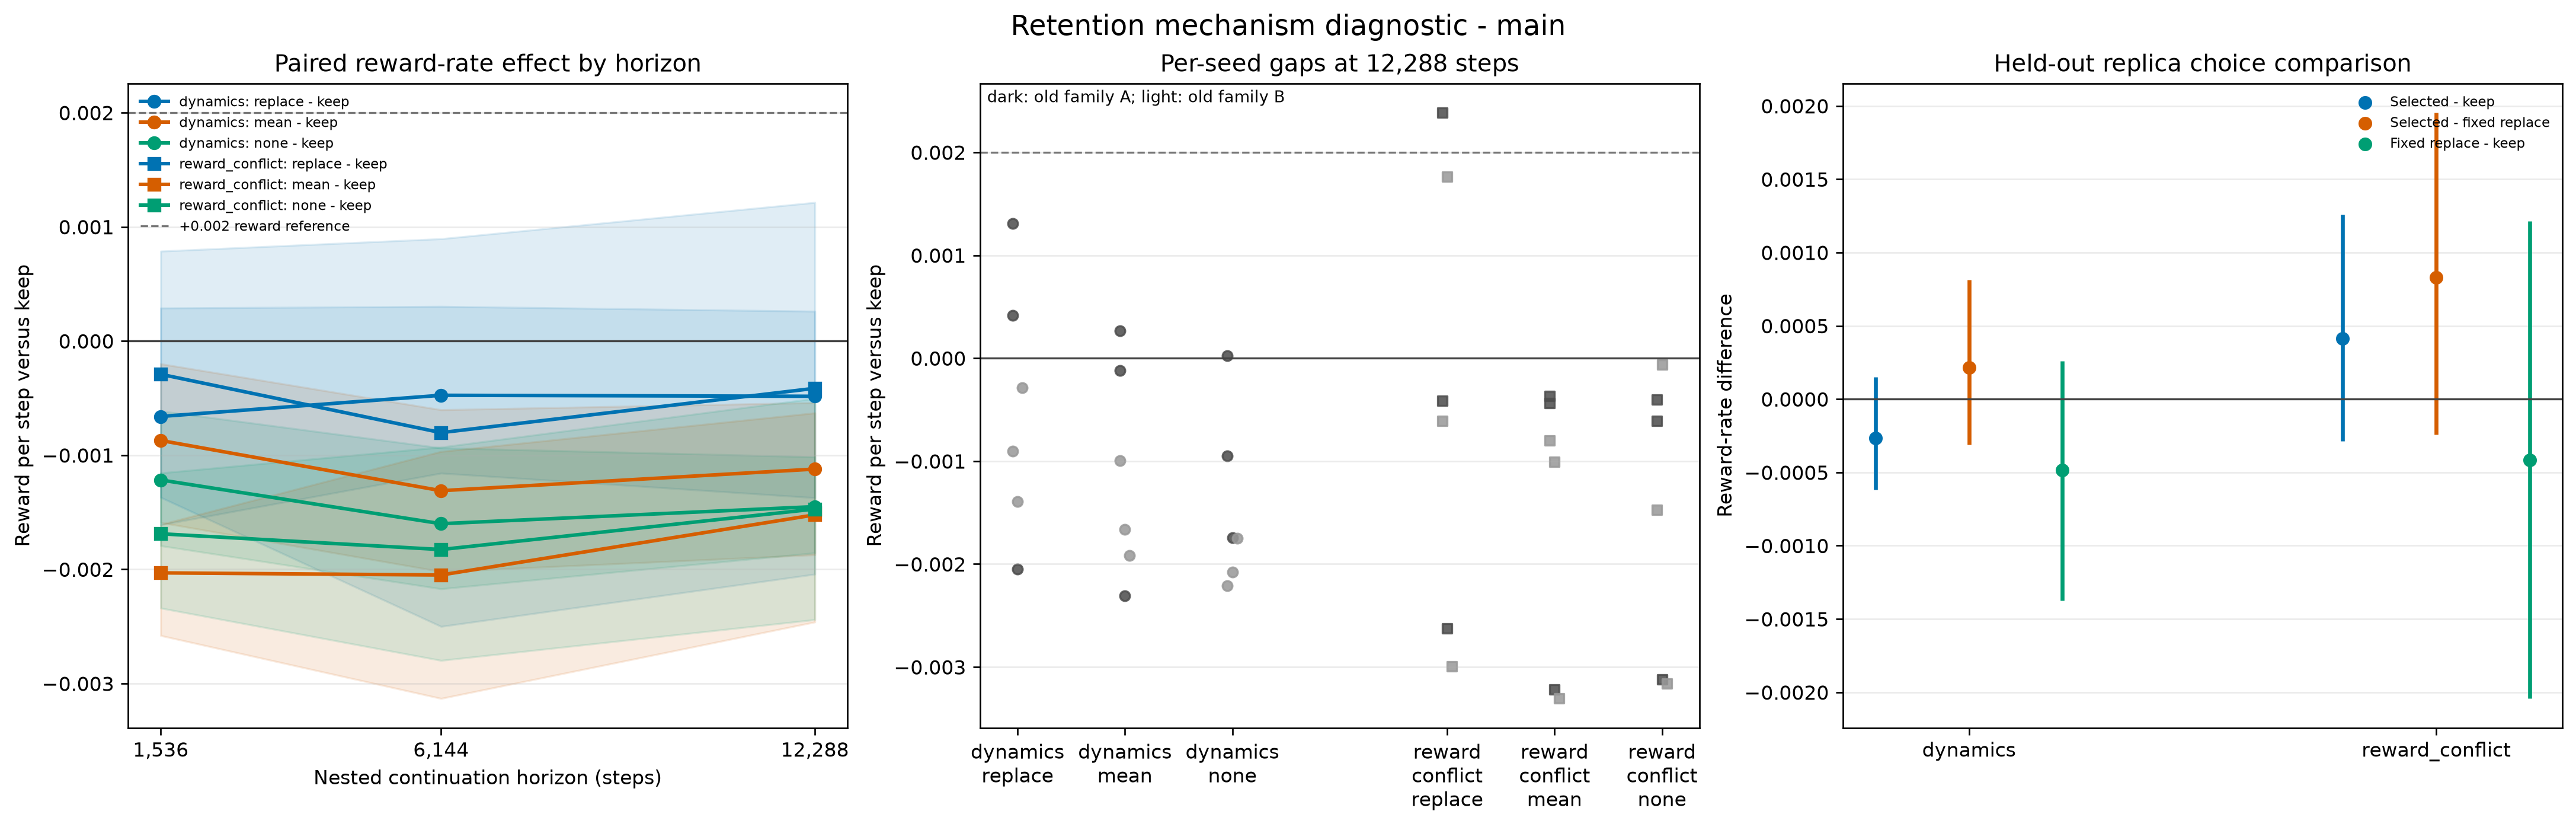 Retention mechanism diagnostic - main
Paired reward-rate effect by horizon
Reward per step versus keep
0.002
0.001
0.000
−0.001
−0.002
−0.003
dynamics: replace - keep
dynamics: mean - keep
dynamics: none - keep
reward_conflict: replace - keep
reward_conflict: mean - keep
reward_conflict: none - keep
+0.002 reward reference
1,536
6,144
12,288
Nested continuation horizon (steps)
Per-seed gaps at 12,288 steps
dark: old family A; light: old family B
Reward per step versus keep
0.002
0.001
0.000
−0.001
−0.002
−0.003
dynamics
replace
dynamics
mean
dynamics
none
reward
conflict
replace
reward
conflict
mean
reward
conflict
none
Held-out replica choice comparison
Reward-rate difference
0.0020
0.0015
0.0010
0.0005
0.0000
−0.0005
−0.0010
−0.0015
−0.0020
Selected - keep
Selected - fixed replace
Fixed replace - keep
dynamics
reward_conflict